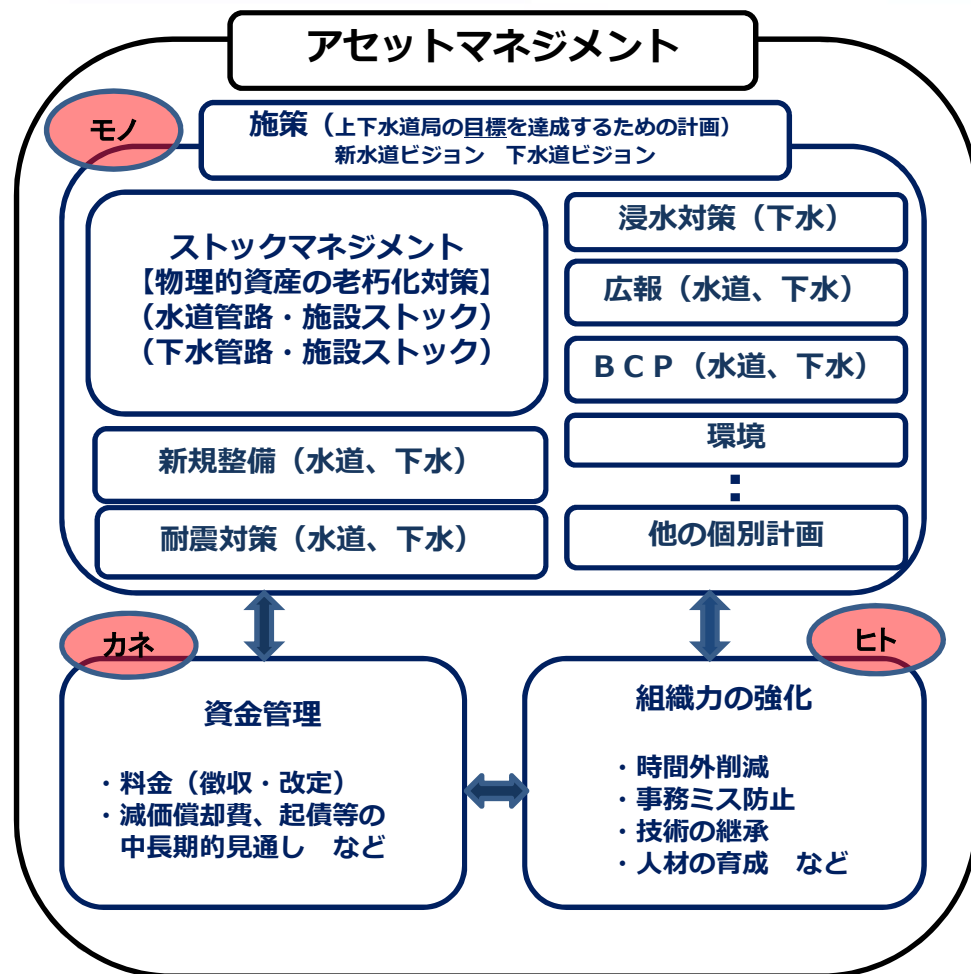 アセットマネジメント
モノ
施策（上下水道局の目標を達成するための計画）
新水道ビジョン　下水道ビジョン
ストックマネジメント
【物理的資産の老朽化対策】
（水道管路・施設ストック）
（下水管路・施設ストック）
新規整備（水道、下水）
耐震対策（水道、下水）
浸水対策（下水）
広報（水道、下水）
ＢＣＰ（水道、下水）
環境
：
他の個別計画
カネ
資金管理
・料金（徴収・改定）
・減価償却費、起債等の
中長期的見通し　など
ヒト
組織力の強化
・時間外削減
・事務ミス防止
・技術の継承
・人材の育成　など